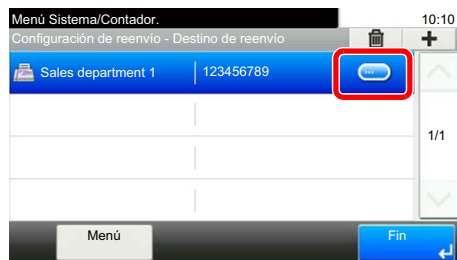 Menú Sistema/Contador. 10:10
Configuración de reenvío - Destino de reenvío
Sales department 1 123456789
1/1
Menú Fin